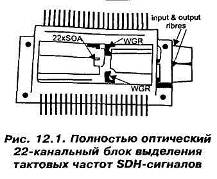 input & output
fibres
22xSOA
WGR
WGR
Рис. 12.1. Полностью оптический
22-канальный блок выделения
тактовых частот SDH-сигналов